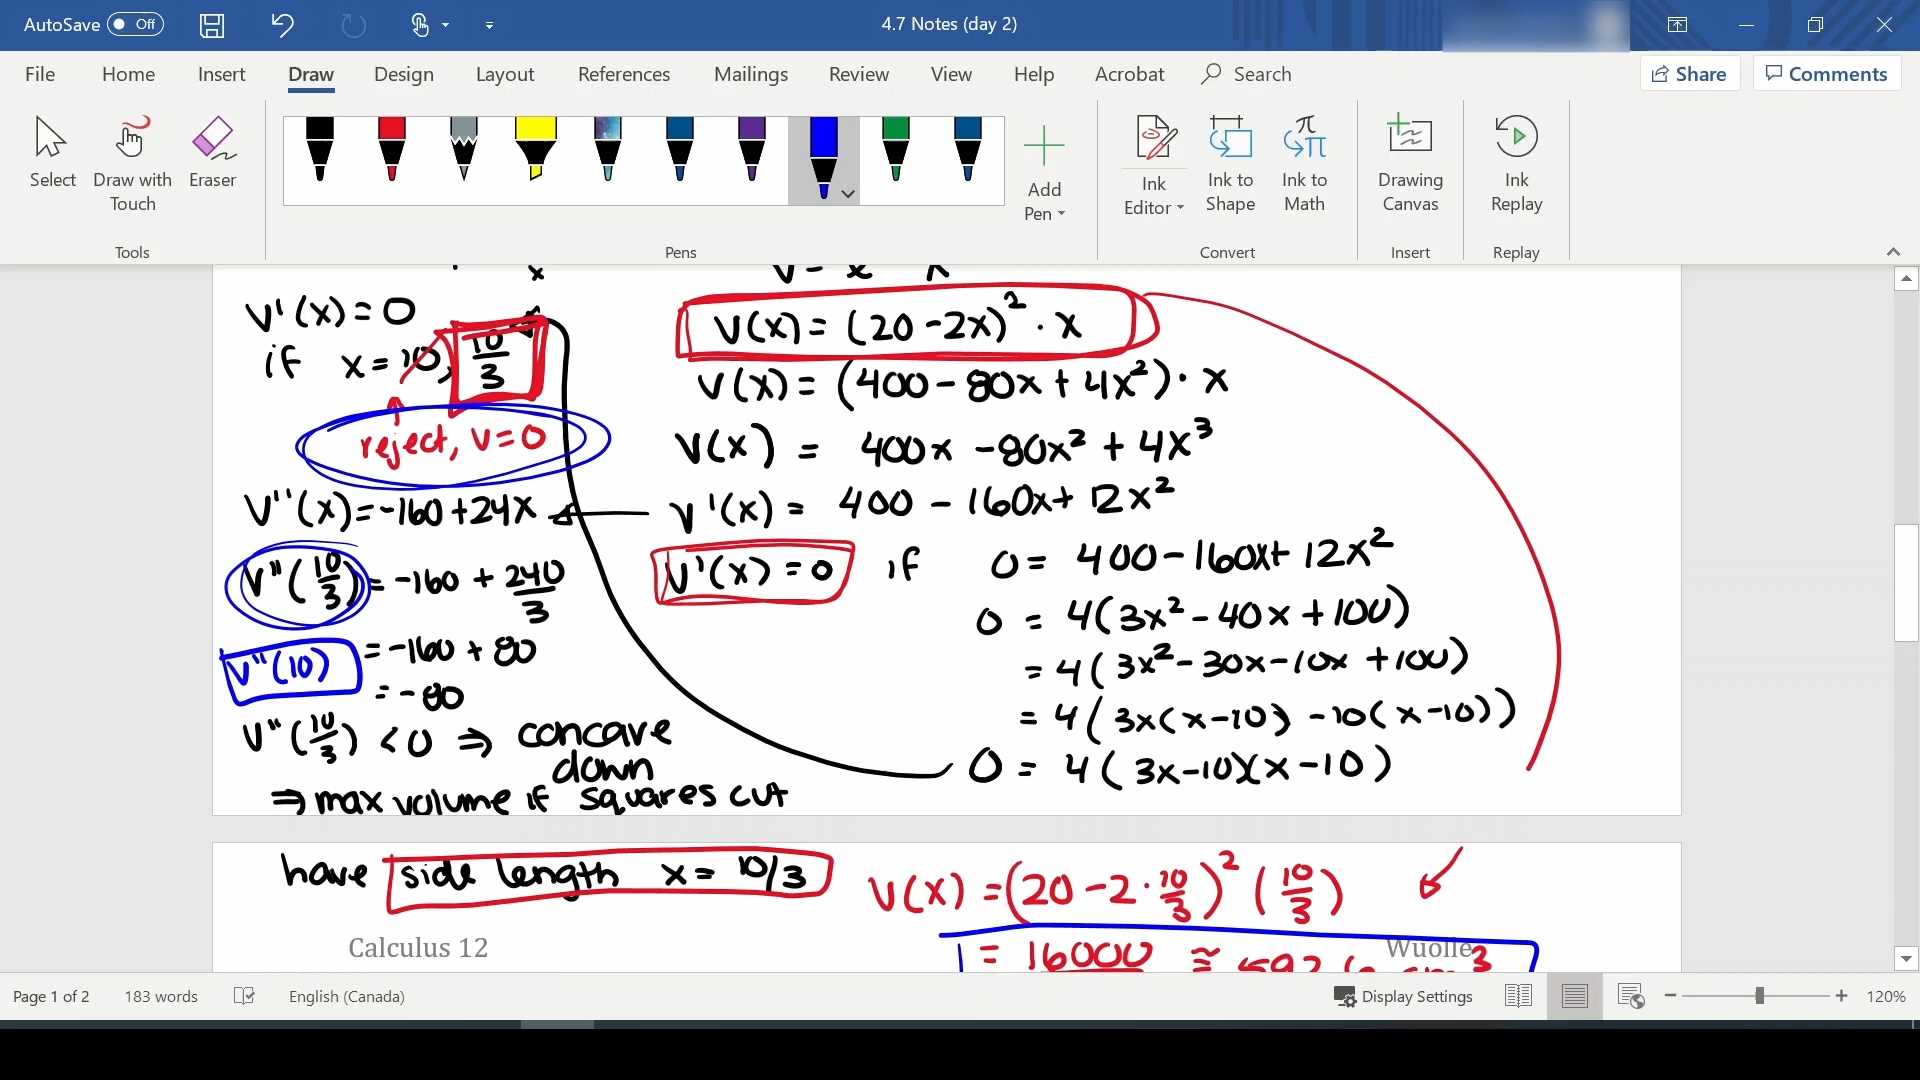 AutoSave Off
4.7 Notes (day 2)
File Home Insert Draw Design Layout References Mailings Review View Help Acrobat Search Share Comments
Select Draw with Touch Eraser
Add Pen
Ink Editor
Ink to Shape
Ink to Math
Drawing Canvas
Ink Replay
Tools Pens Convert Insert Replay
x
V'(x) = 0
if x = 10, 10/3
reject, V=0
V''(x) = -160 + 24x
V''(10/3) = -160 + 240/3
V''(10) = -160 + 80
= -80
V''(10/3) < 0 ⇒ concave
down
⇒ max volume if squares cut
V(x) = (20 - 2x)² · x
V(x) = (400 - 80x + 4x²) · x
V(x) = 400x - 80x² + 4x³
V'(x) = 400 - 160x + 12x²
V'(x) = 0 if 0 = 400 - 160x + 12x²
0 = 4(3x² - 40x + 100)
= 4(3x² - 30x - 10x + 100)
= 4(3x(x-10) - 10(x-10))
0 = 4(3x-10)(x-10)
have side length x = 10/3
V(x) = (20 - 2 · 10/3)² (10/3)
= 16000 ≅ 592.6 cm³
Calculus 12
Wuolle
Page 1 of 2 183 words English (Canada) Display Settings 120%